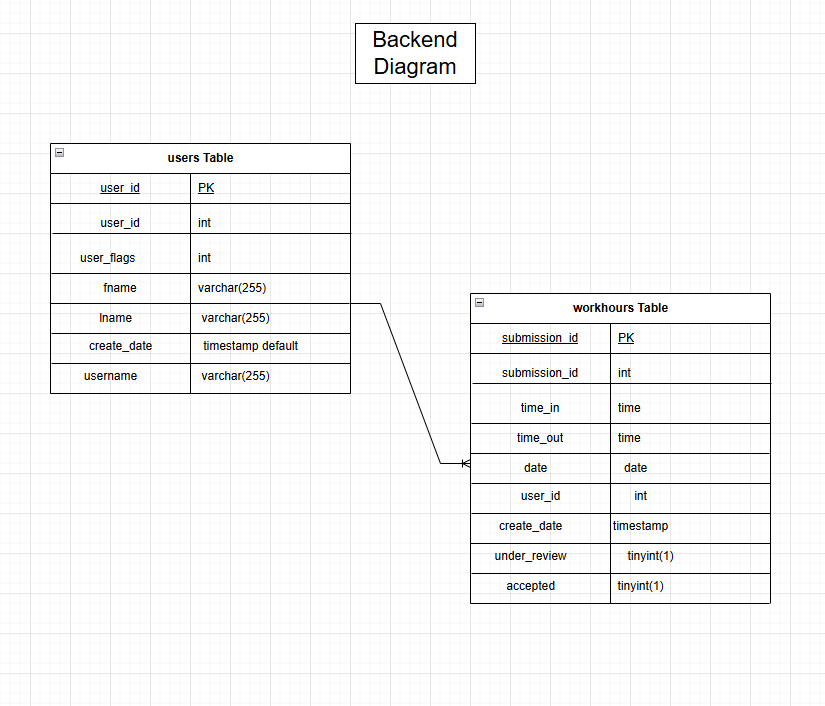 Backend
Diagram
users Table
user_id PK
user_id int
user_flags int
fname varchar(255)
lname varchar(255)
create_date timestamp default
username varchar(255)
workhours Table
submission_id PK
submission_id int
time_in time
time_out time
date date
user_id int
create_date timestamp
under_review tinyint(1)
accepted tinyint(1)